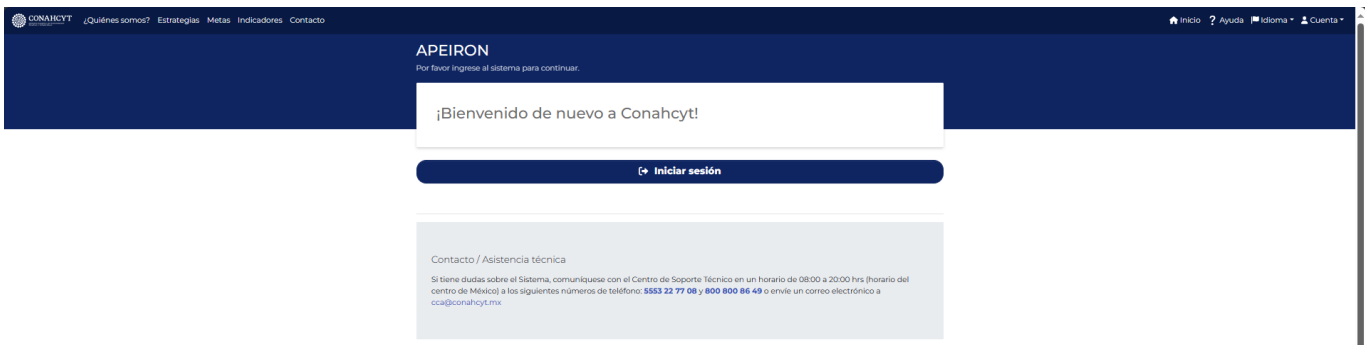 CONAHCYT ¿Quiénes somos? Estrategias Metas Indicadores Contacto Inicio ? Ayuda Idioma Cuenta
APEIRON
Por favor ingrese al sistema para continuar.
¡Bienvenido de nuevo a Conahcyt!
Iniciar sesión
Contacto / Asistencia técnica
Si tiene dudas sobre el Sistema, comuníquese con el Centro de Soporte Técnico en un horario de 08:00 a 20:00 hrs (horario del
centro de México) a los siguientes números de teléfono: 5553 22 77 08 y 800 800 86 49 o envíe un correo electrónico a
cca@conahcyt.mx